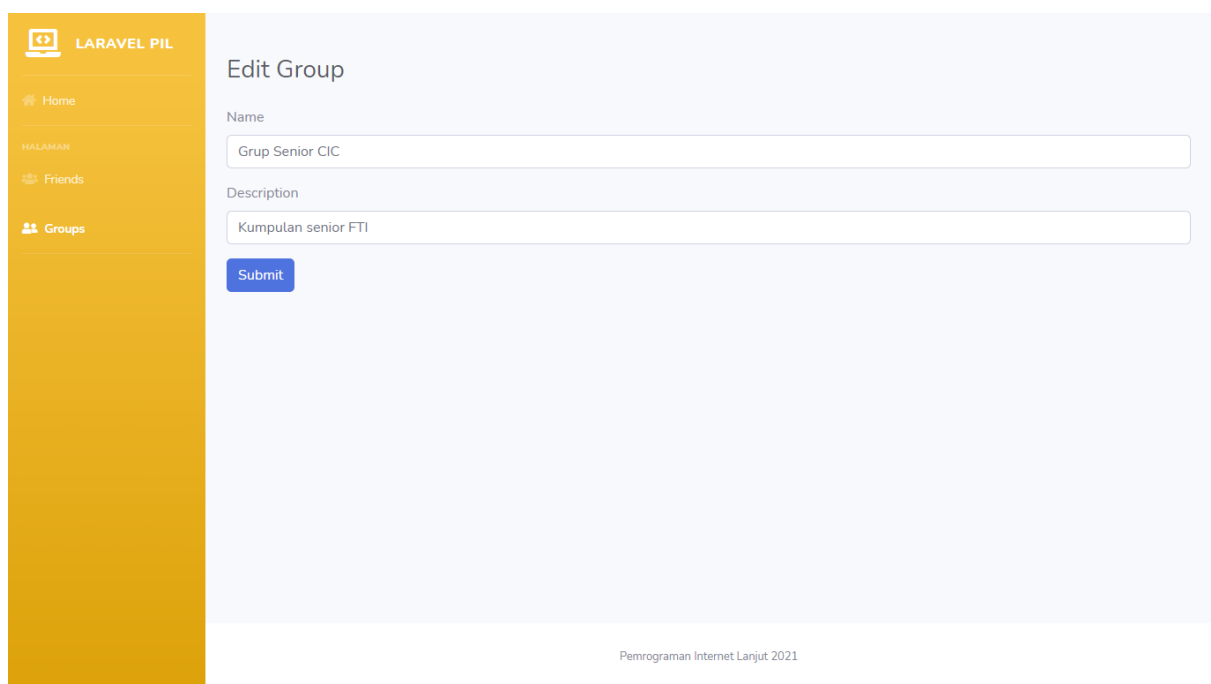 LARAVEL PIL
Home
HALAMAN
Friends
Groups
Edit Group
Name
Grup Senior CIC
Description
Kumpulan senior FTI
Submit
Pemrograman Internet Lanjut 2021